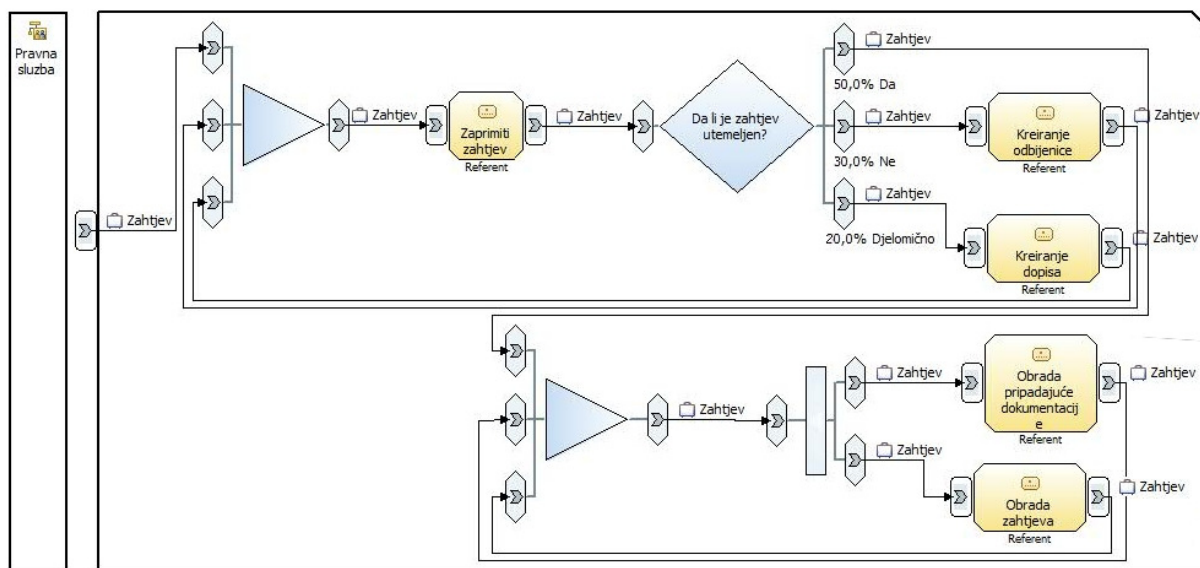 Pravna
sluzba
Zahtjev
Zahtjev
Zaprimiti
zahtjev
Referent
Zahtjev
Da li je zahtjev
utemeljen?
Zahtjev
50,0% Da
Zahtjev
30,0% Ne
Zahtjev
20,0% Djelomično
Kreiranje
odbijenice
Referent
Zahtjev
Kreiranje
dopisa
Referent
Zahtjev
Zahtjev
Zahtjev
Obrada
pripadajuće
dokumentacij
e
Referent
Zahtjev
Zahtjev
Obrada
zahtjeva
Referent
Zahtjev